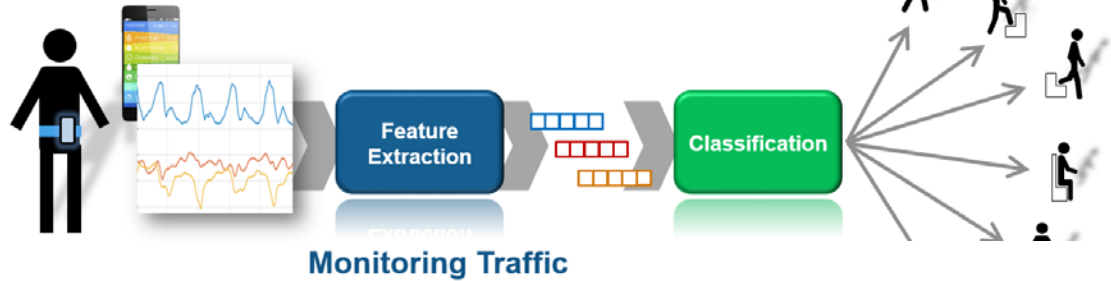 Feature
Extraction
Classification
Monitoring Traffic